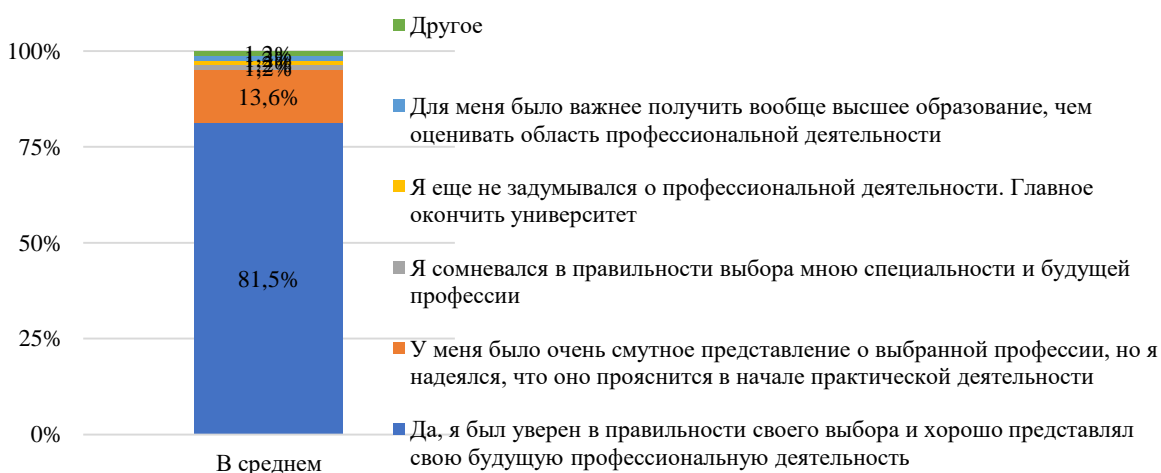 Другое
100%
13,6%
Для меня было важнее получить вообще высшее образование, чем
оценивать область профессиональной деятельности
75%
Я еще не задумывался о профессиональной деятельности. Главное
окончить университет
50%
Я сомневался в правильности выбора мною специальности и будущей
профессии
81,5%
25%
У меня было очень смутное представление о выбранной профессии, но я
надеялся, что оно прояснится в начале практической деятельности
0%
Да, я был уверен в правильности своего выбора и хорошо представлял
свою будущую профессиональную деятельность
В среднем